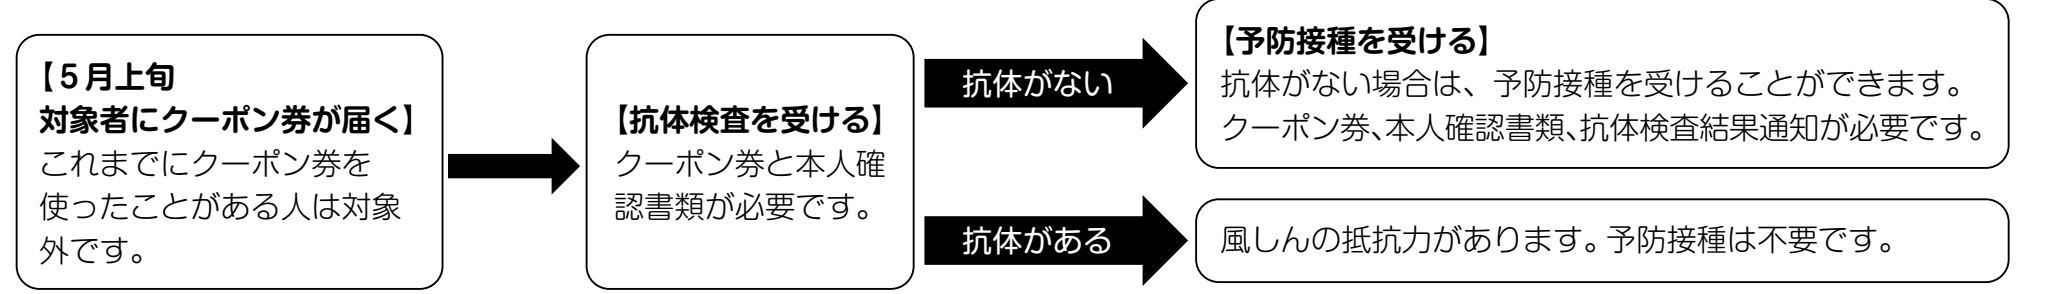 【５月上旬
対象者にクーポン券が届く】
これまでにクーポン券を
使ったことがある人は対象
外です。
【抗体検査を受ける】
クーポン券と本人確
認書類が必要です。
抗体がない
【予防接種を受ける】
抗体がない場合は、予防接種を受けることができます。
クーポン券、本人確認書類、抗体検査結果通知が必要です。
抗体がある
風しんの抵抗力があります。予防接種は不要です。